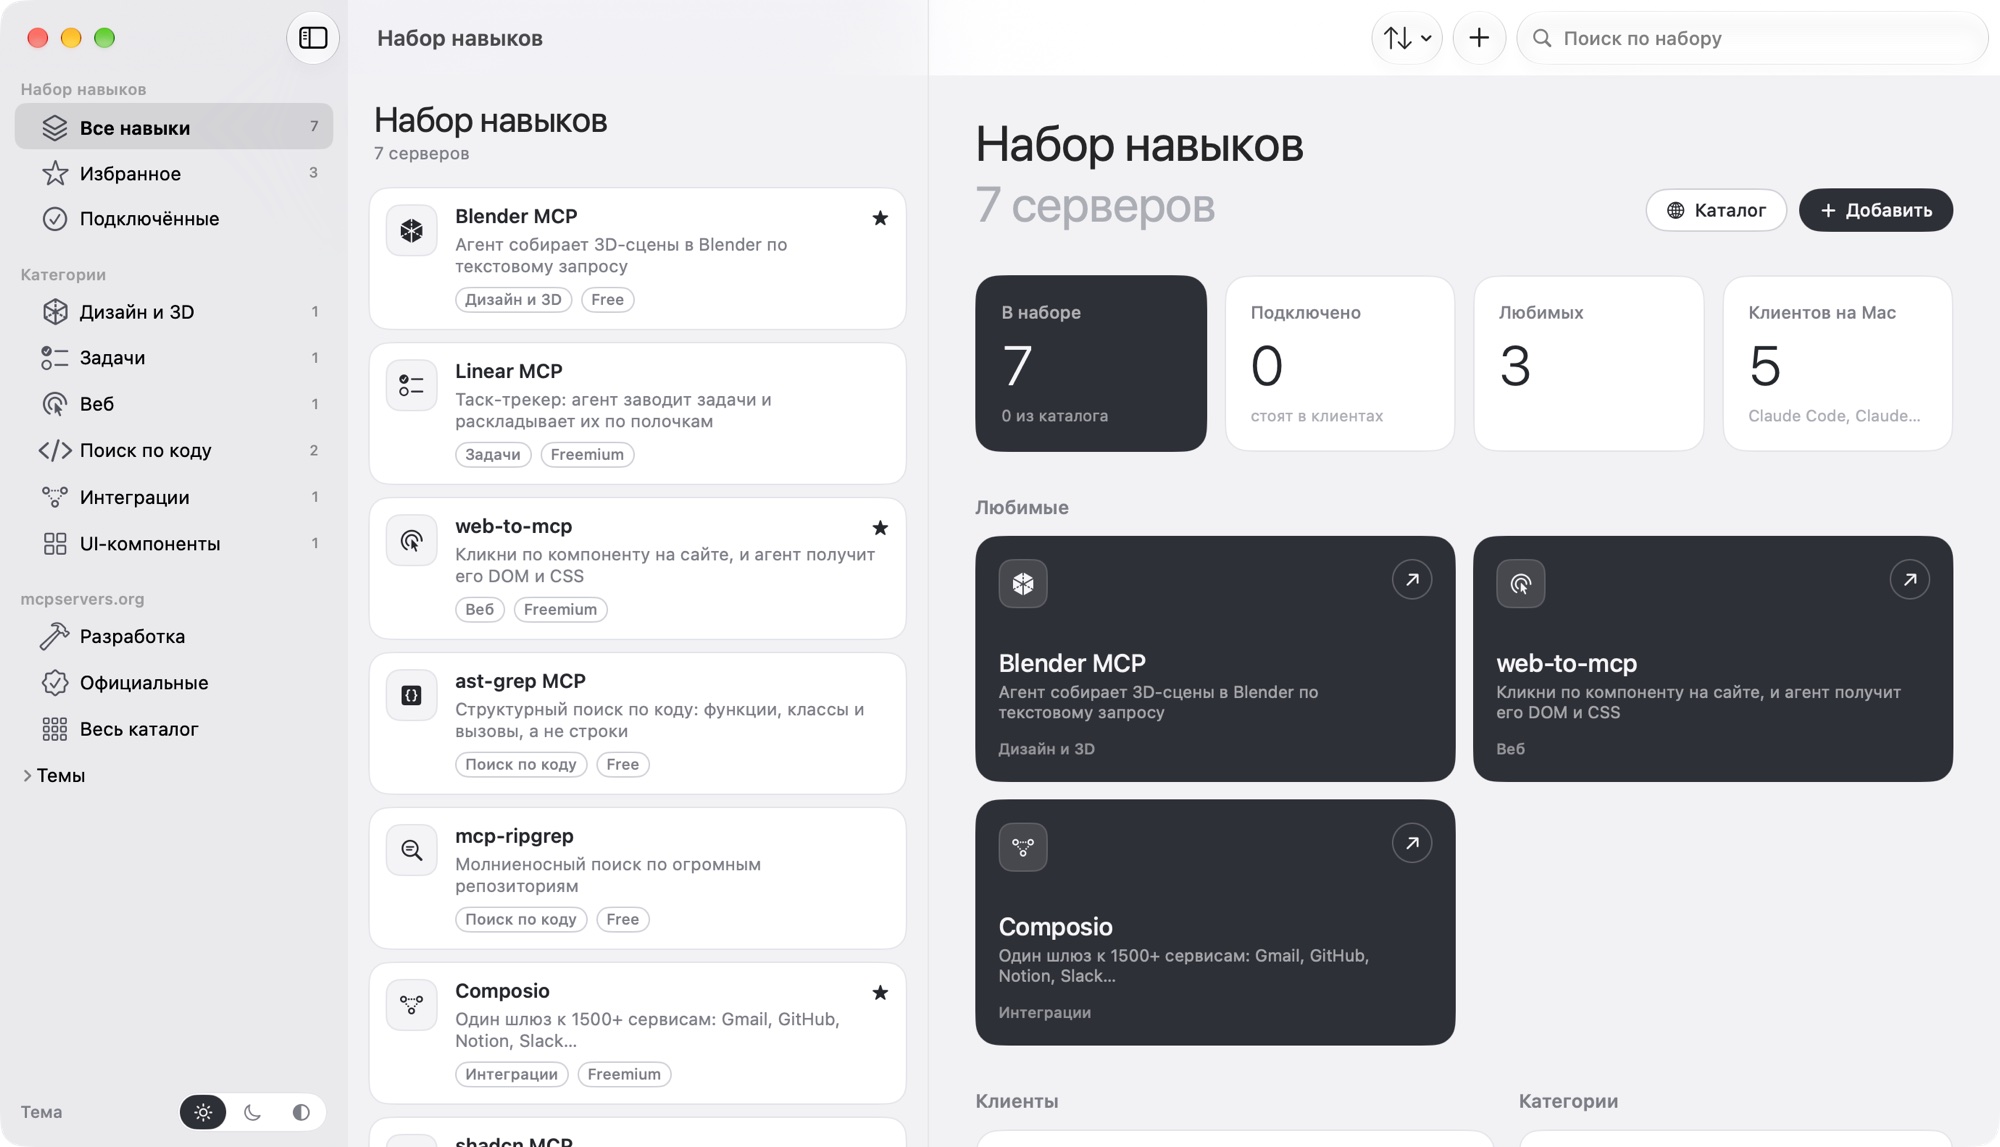 Набор навыков
Все навыки 7
Избранное 3
Подключённые
Категории
Дизайн и 3D 1
Задачи 1
Веб 1
Поиск по коду 2
Интеграции 1
UI-компоненты 1
mcpservers.org
Разработка
Официальные
Весь каталог
Темы
Тема
Набор навыков
Набор навыков
7 серверов
Blender MCP
Агент собирает 3D-сцены в Blender по
текстовому запросу
Дизайн и 3D Free
Linear MCP
Таск-трекер: агент заводит задачи и
раскладывает их по полочкам
Задачи Freemium
web-to-mcp
Кликни по компоненту на сайте, и агент получит
его DOM и CSS
Веб Freemium
ast-grep MCP
Структурный поиск по коду: функции, классы и
вызовы, а не строки
Поиск по коду Free
mcp-ripgrep
Молниеносный поиск по огромным
репозиториям
Поиск по коду Free
Composio
Один шлюз к 1500+ сервисам: Gmail, GitHub,
Notion, Slack...
Интеграции Freemium
shadcn MCP
Поиск по набору
Набор навыков
7 серверов
Каталог
+ Добавить
В наборе
7
0 из каталога
Подключено
0
стоят в клиентах
Любимых
3
Клиентов на Mac
5
Claude Code, Claude...
Любимые
Blender MCP
Агент собирает 3D-сцены в Blender по
текстовому запросу
Дизайн и 3D
web-to-mcp
Кликни по компоненту на сайте, и агент получит
его DOM и CSS
Веб
Composio
Один шлюз к 1500+ сервисам: Gmail, GitHub,
Notion, Slack...
Интеграции
Клиенты
Категории